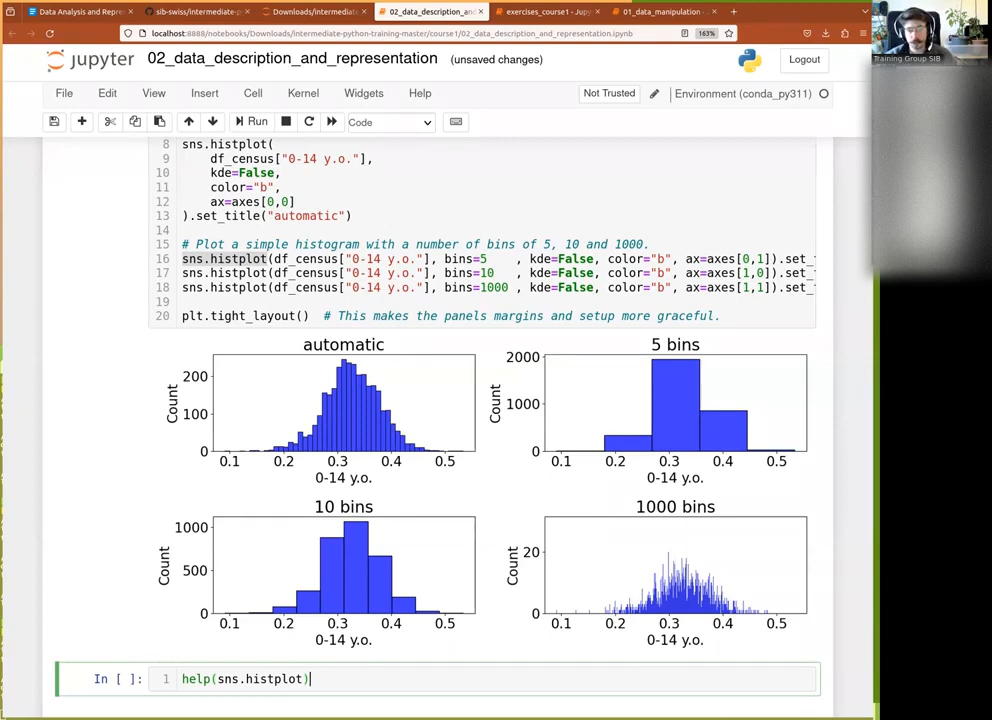 Data Analysis and Repres
sib-swiss/intermediate-p
Downloads/intermediate
02_data_description_and
exercises_course1 - Jupy
01_data_manipulation -
localhost:8888/notebooks/Downloads/intermediate-python-training-master/course1/02_data_description_and_representation.ipynb
163%
Training Group SIB
jupyter
02_data_description_and_representation (unsaved changes)
Logout
File Edit View Insert Cell Kernel Widgets Help
Not Trusted
Environment (conda_py311)
Run
Code
8 sns.histplot(
9 df_census["0-14 y.o."],
10 kde=False,
11 color="b",
12 ax=axes[0,0]
13 ).set_title("automatic")
14
15 # Plot a simple histogram with a number of bins of 5, 10 and 1000.
16 sns.histplot(df_census["0-14 y.o."], bins=5 , kde=False, color="b", ax=axes[0,1]).set_
17 sns.histplot(df_census["0-14 y.o."], bins=10 , kde=False, color="b", ax=axes[1,0]).set_
18 sns.histplot(df_census["0-14 y.o."], bins=1000 , kde=False, color="b", ax=axes[1,1]).set_
19
20 plt.tight_layout() # This makes the panels margins and setup more graceful.
automatic
200
100
0
Count
0.1 0.2 0.3 0.4 0.5
0-14 y.o.
5 bins
2000
1000
0
Count
0.1 0.2 0.3 0.4 0.5
0-14 y.o.
10 bins
1000
500
0
Count
0.1 0.2 0.3 0.4 0.5
0-14 y.o.
1000 bins
20
0
Count
0.1 0.2 0.3 0.4 0.5
0-14 y.o.
In [ ]:
1 help(sns.histplot)